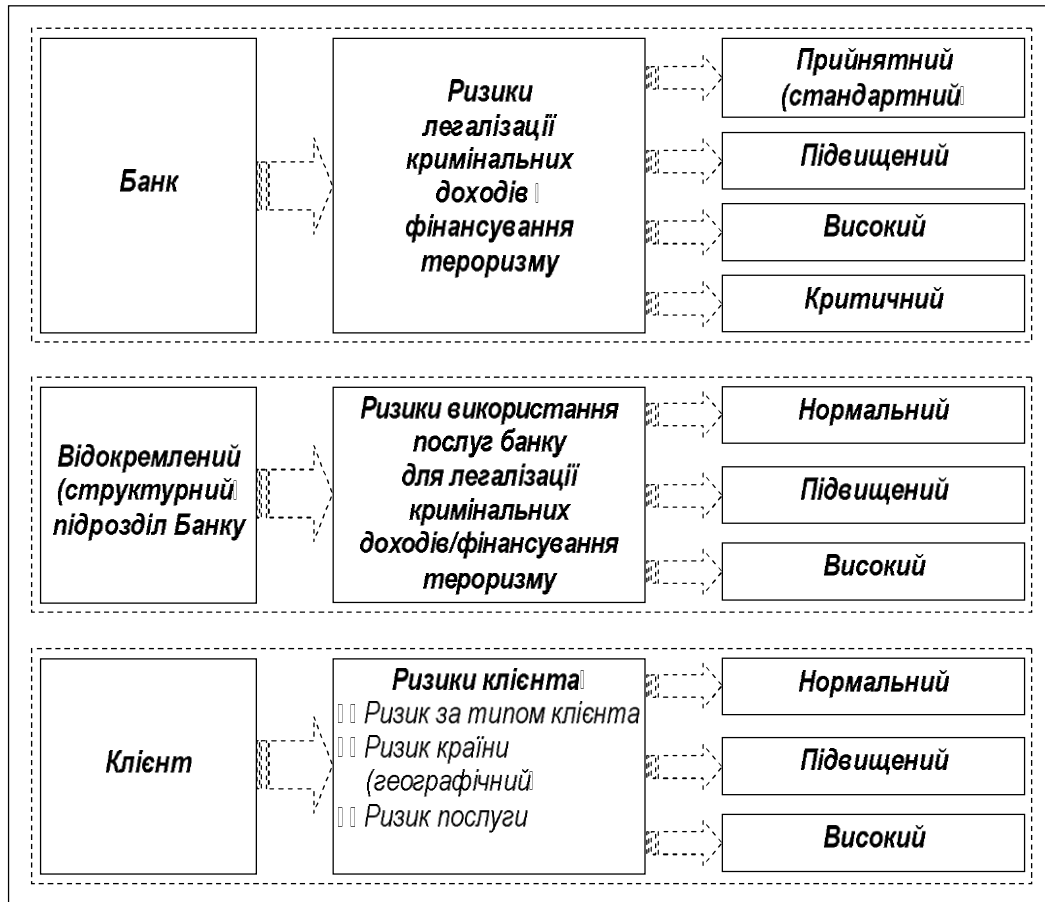 Банк
Ризики
легалізації
кримінальних
доходів
фінансування
тероризму
Прийнятний
(стандартний
Підвищений
Високий
Критичний
Відокремлений
(структурний
підрозділ Банку
Ризики використання
послуг банку
для легалізації
кримінальних
доходів/фінансування
тероризму
Нормальний
Підвищений
Високий
Клієнт
Ризики клієнта
Ризик за типом клієнта
Ризик країни
(географічний
Ризик послуги
Нормальний
Підвищений
Високий